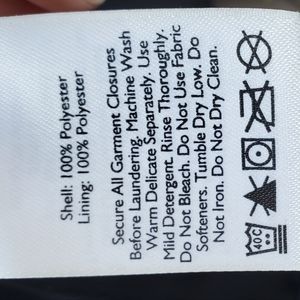 Shell: 100% Polyester
Lining: 100% Polyester
Secure All Garment Closures
Before Laundering. Machine Wash
Warm Delicate Separately. Use
Mild Detergent. Rinse Thoroughly.
Do Not Bleach. Do Not Use Fabric
Softeners. Tumble Dry Low. Do
Not Iron. Do Not Dry Clean.
40C